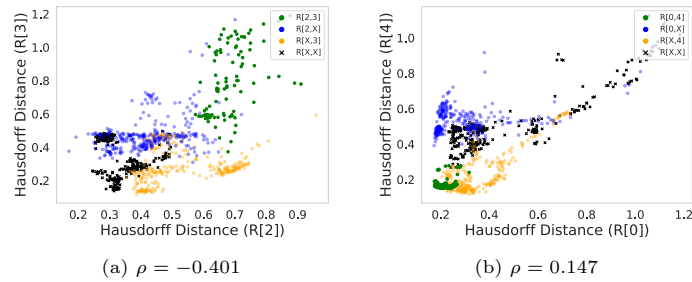 Hausdorff Distance (R[3])
1.2
1.0
0.8
0.6
0.4
0.2
0.2 0.3 0.4 0.5 0.6 0.7 0.8 0.9
Hausdorff Distance (R[2])
R[2,3]
R[2,X]
R[X,3]
R[X,X]
(a) ρ = −0.401
Hausdorff Distance (R[4])
1.2
1.0
0.8
0.6
0.4
0.2
0.2 0.4 0.6 0.8 1.0 1.2
Hausdorff Distance (R[0])
R[0,4]
R[0,X]
R[X,4]
R[X,X]
(b) ρ = 0.147